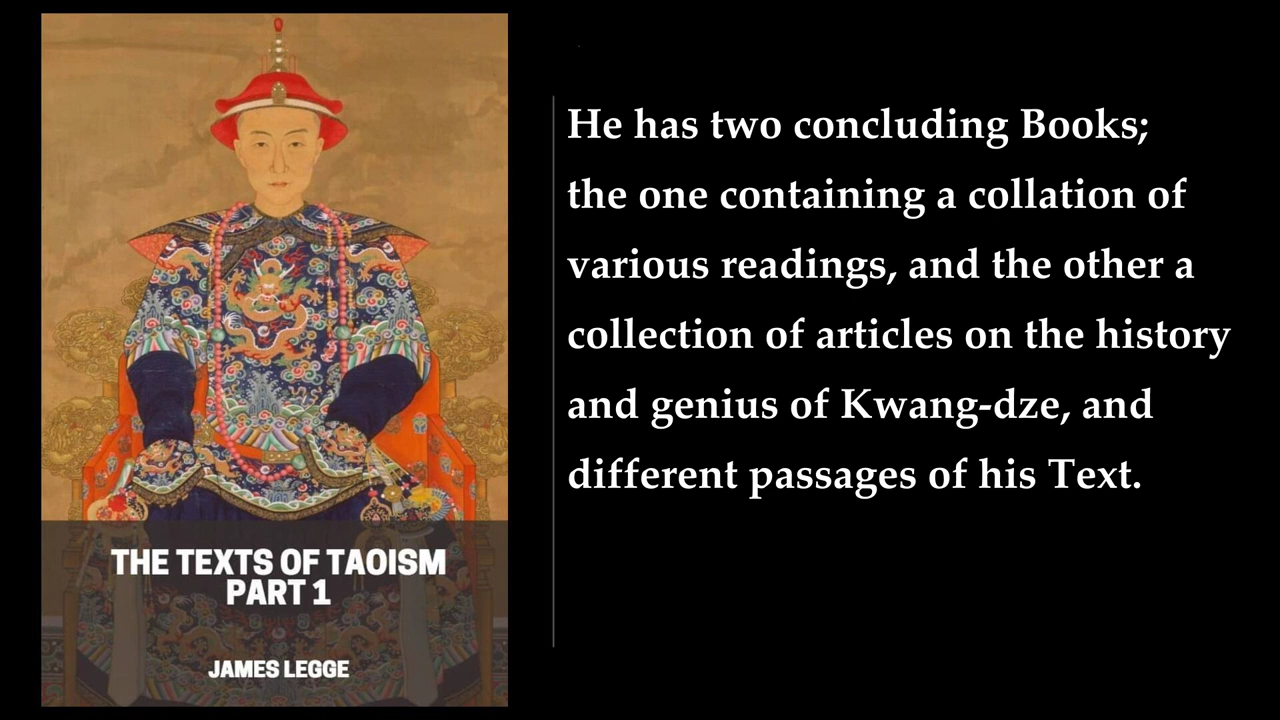 THE TEXTS OF TAOISM
PART 1
JAMES LEGGE
He has two concluding Books;
the one containing a collation of
various readings, and the other a
collection of articles on the history
and genius of Kwang-dze, and
different passages of his Text.